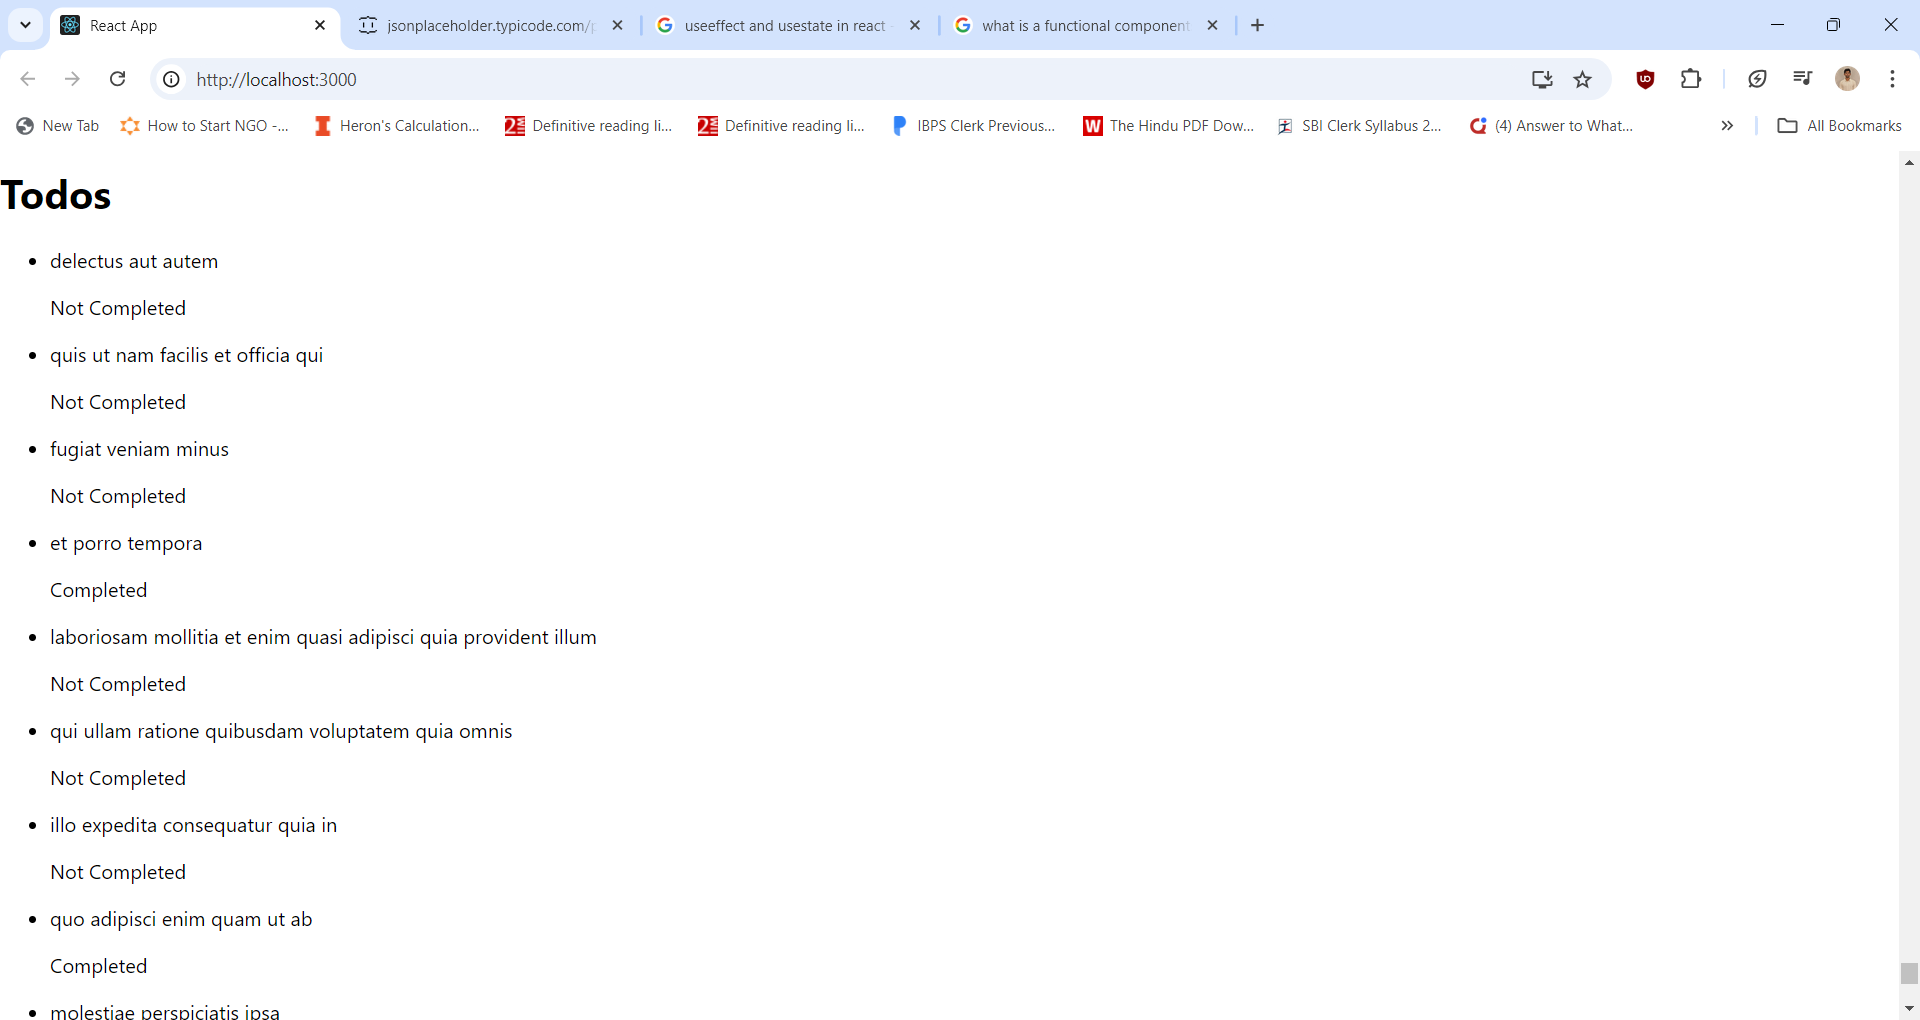 React App
jsonplaceholder.typicode.com/p
useeffect and usestate in react -
what is a functional component
http://localhost:3000
New Tab
How to Start NGO -...
Heron's Calculation...
Definitive reading li...
Definitive reading li...
IBPS Clerk Previous...
The Hindu PDF Dow...
SBI Clerk Syllabus 2...
(4) Answer to What...
All Bookmarks
Todos
delectus aut autem
Not Completed
quis ut nam facilis et officia qui
Not Completed
fugiat veniam minus
Not Completed
et porro tempora
Completed
laboriosam mollitia et enim quasi adipisci quia provident illum
Not Completed
qui ullam ratione quibusdam voluptatem quia omnis
Not Completed
illo expedita consequatur quia in
Not Completed
quo adipisci enim quam ut ab
Completed
molestiae perspiciatis ipsa